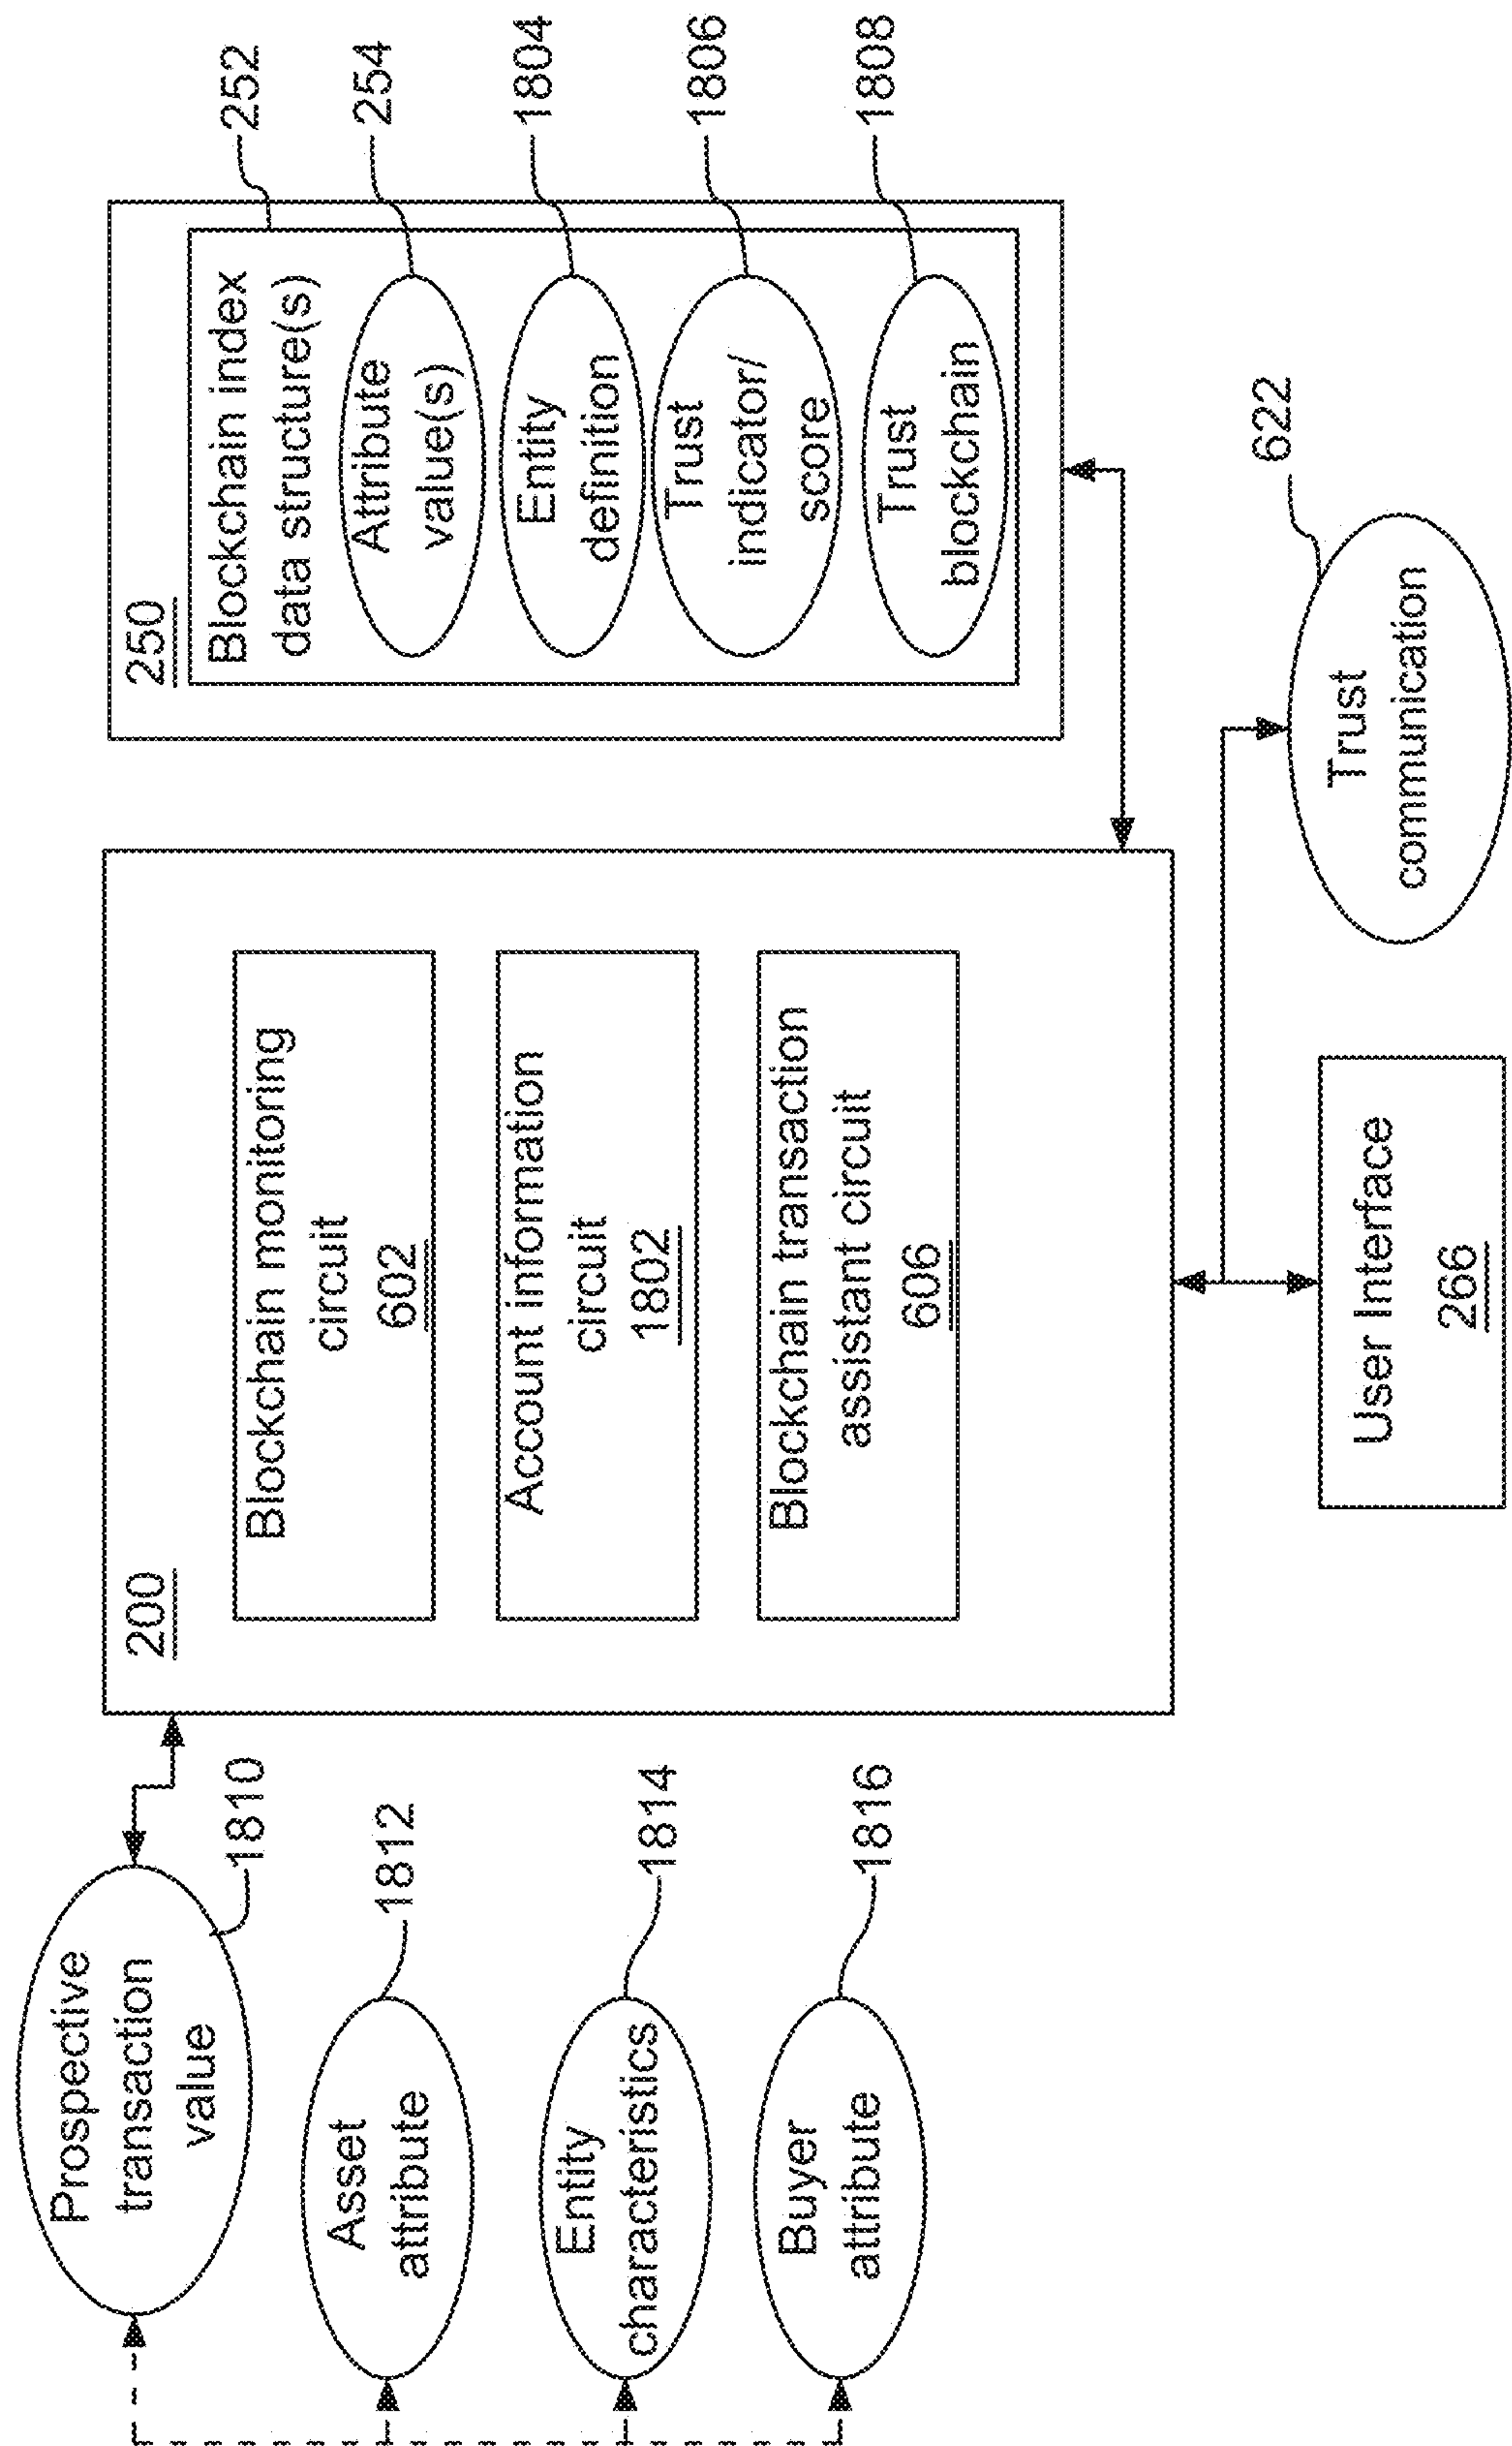 Prospective
transaction
value
1810
Asset
attribute
1812
Entity
characteristics
1814
Buyer
attribute
1816
200
Blockchain monitoring
circuit
602
Account information
circuit
1802
Blockchain transaction
assistant circuit
606
User Interface
266
250
Blockchain index
data structure(s)
252
Attribute
value(s)
254
Entity
definition
1804
Trust
indicator/
score
1806
Trust
blockchain
1808
Trust
communication
622